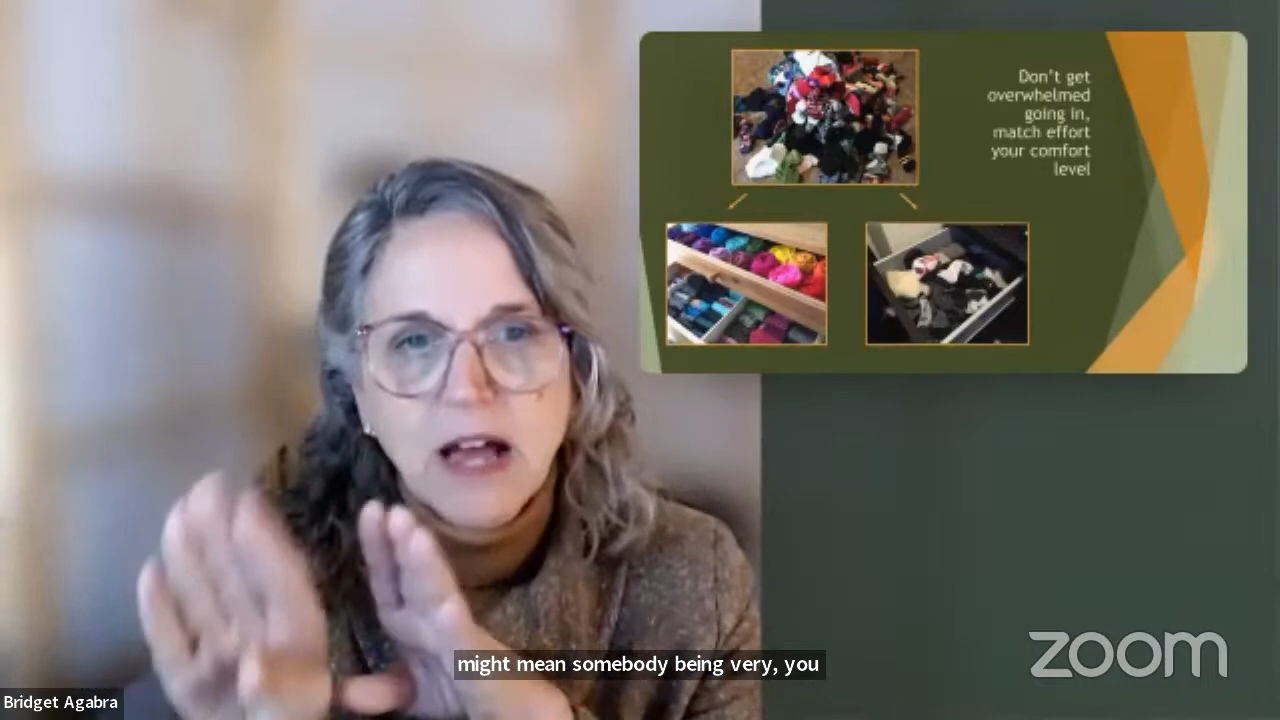 Don't get
overwhelmed
going in,
match effort
your comfort
level
might mean somebody being very, you
Bridget Agabra
zoom